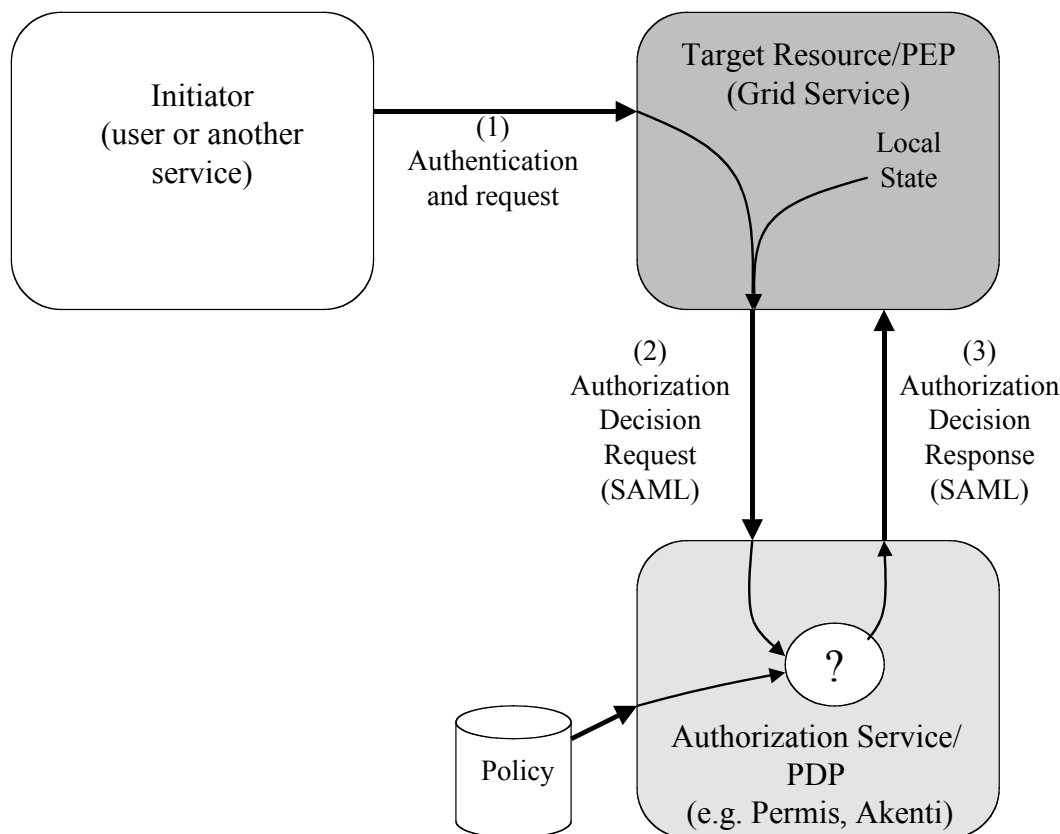 Initiator
(user or another
service)
(1)
Authentication
and request
Target Resource/PEP
(Grid Service)
Local
State
(2)
Authorization
Decision
Request
(SAML)
(3)
Authorization
Decision
Response
(SAML)
?
Policy
Authorization Service/
PDP
(e.g. Permis, Akenti)